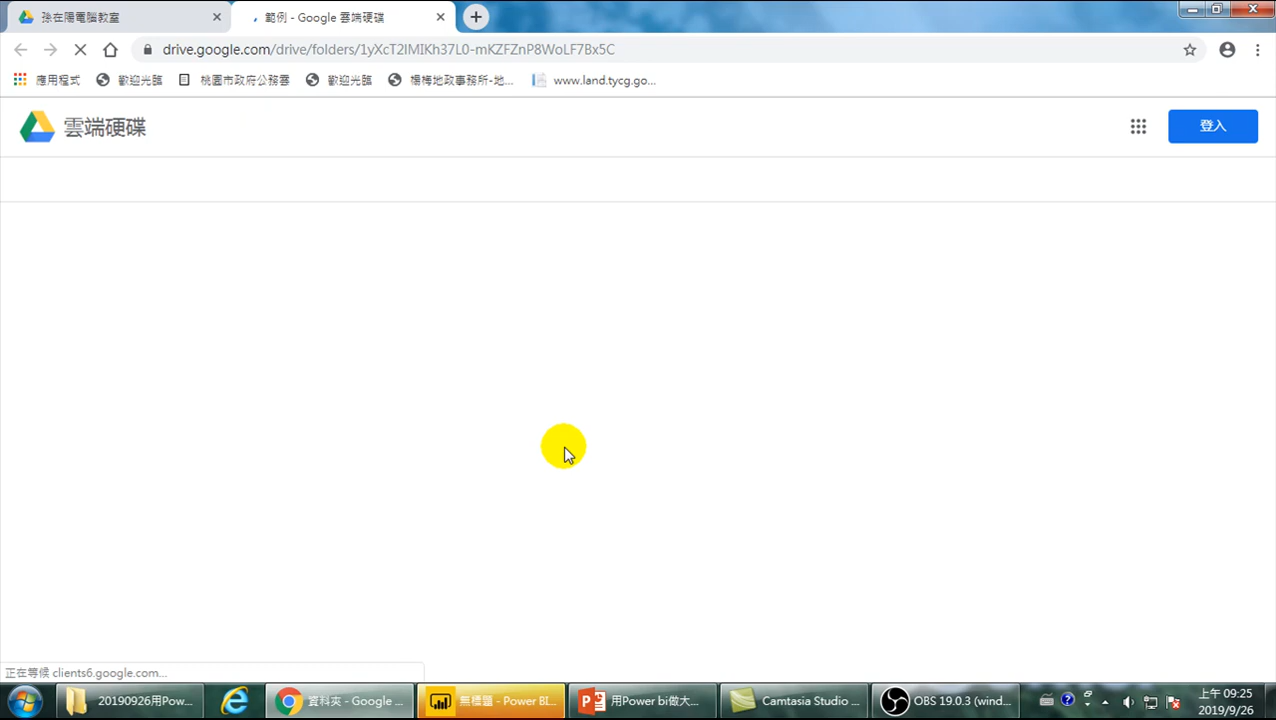 孫在陽電腦教室
範例 - Google 雲端硬碟
drive.google.com/drive/folders/1yXcT2lMIKh37L0-mKZFZnP8WoLF7Bx5C
應用程式
歡迎光臨
桃園市政府公務雲
歡迎光臨
楊梅地政事務所-地...
www.land.tycg.go...
雲端硬碟
登入
正在等候 clients6.google.com...
20190926用Pow...
資料夾 - Google ...
無標題 - Power BI...
用Power bi做大...
Camtasia Studio ...
OBS 19.0.3 (wind...
上午 09:25
2019/9/26